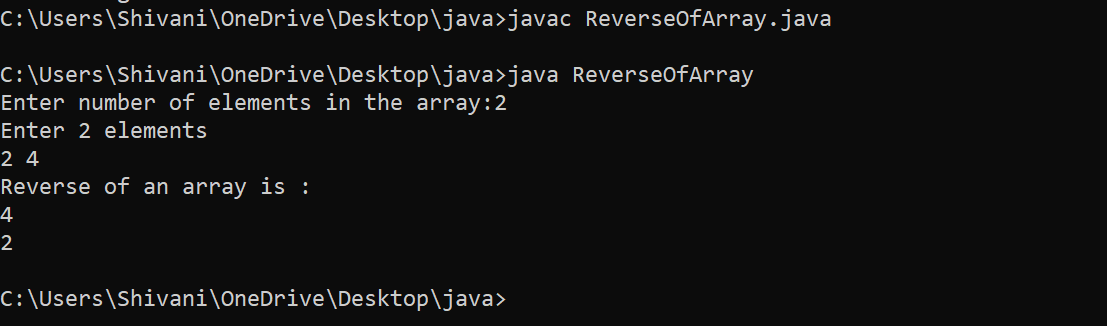 C:\Users\Shivani\OneDrive\Desktop\java>javac ReverseOfArray.java
C:\Users\Shivani\OneDrive\Desktop\java>java ReverseOfArray
Enter number of elements in the array:2
Enter 2 elements
2 4
Reverse of an array is :
4
2
C:\Users\Shivani\OneDrive\Desktop\java>